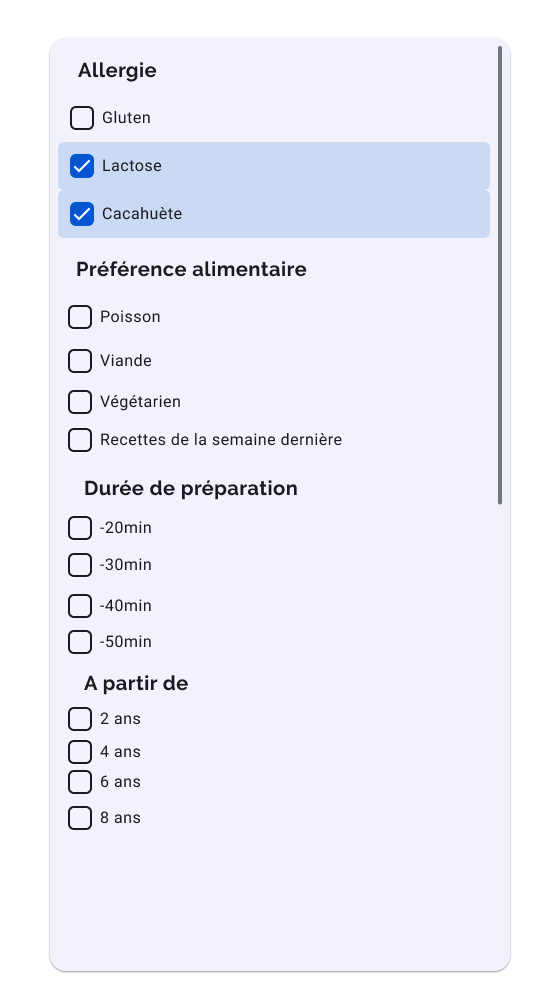 Allergie
Gluten
Lactose
Cacahuète
Préférence alimentaire
Poisson
Viande
Végétarien
Recettes de la semaine dernière
Durée de préparation
-20min
-30min
-40min
-50min
A partir de
2 ans
4 ans
6 ans
8 ans